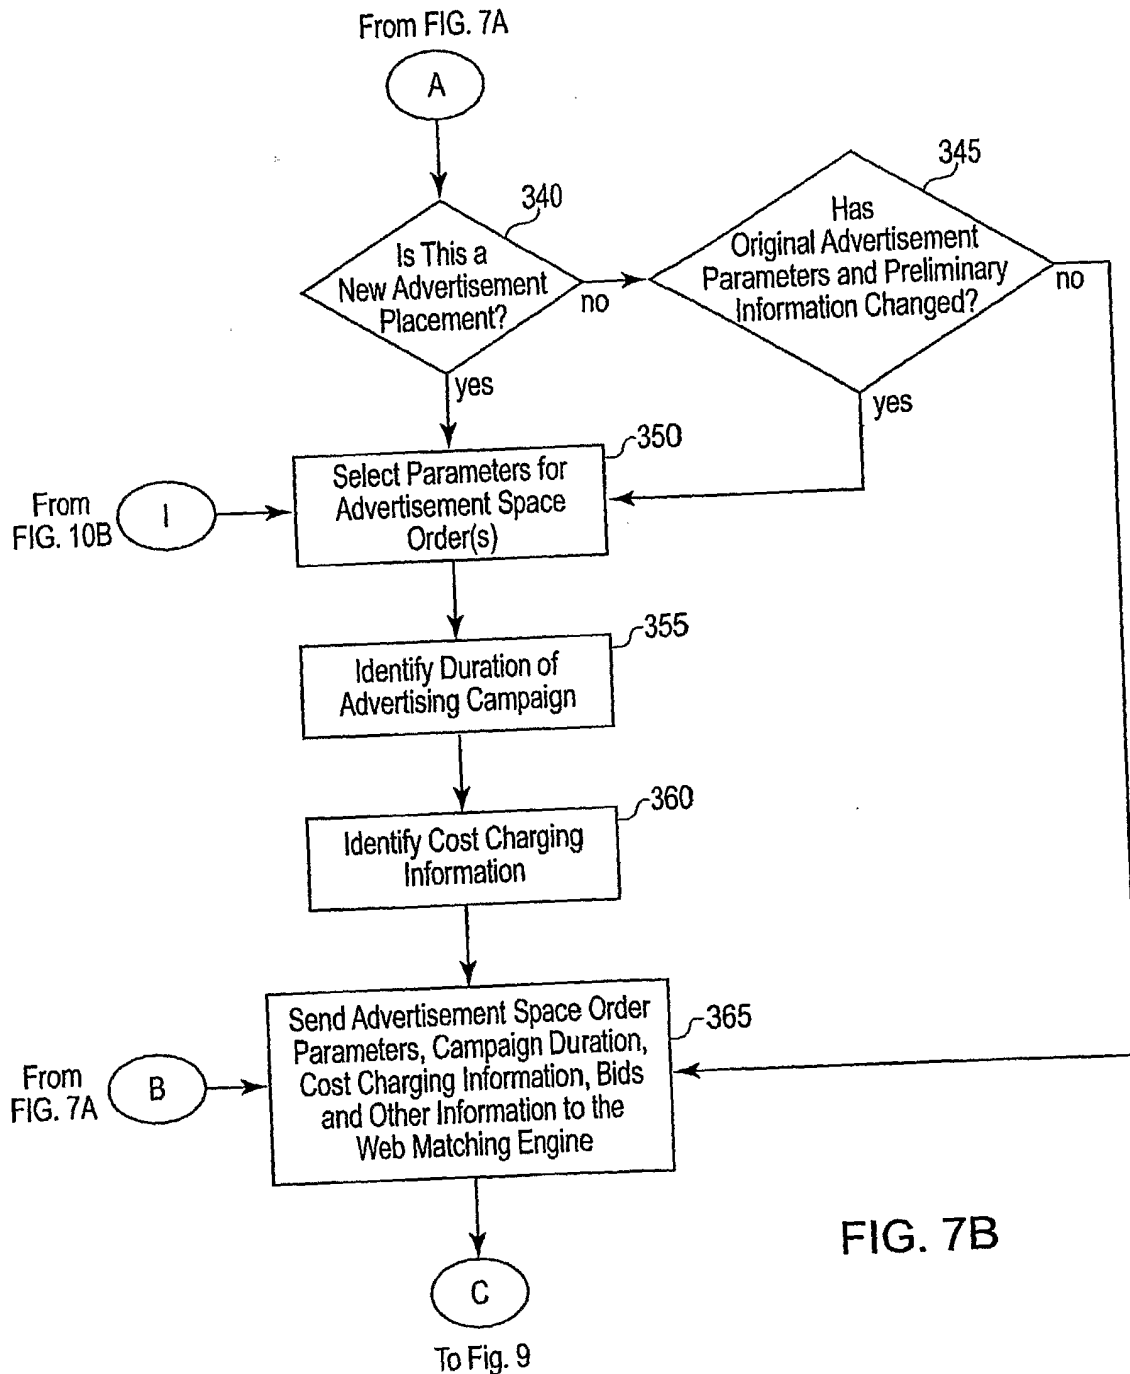 From FIG. 7A
A
340
Is This a
New Advertisement
Placement?
no
yes
345
Has
Original Advertisement
Parameters and Preliminary
Information Changed?
no
yes
350
Select Parameters for
Advertisement Space
Order(s)
From
FIG. 10B
I
355
Identify Duration of
Advertising Campaign
360
Identify Cost Charging
Information
365
Send Advertisement Space Order
Parameters, Campaign Duration,
Cost Charging Information, Bids
and Other Information to the
Web Matching Engine
From
FIG. 7A
B
C
To Fig. 9
FIG. 7B